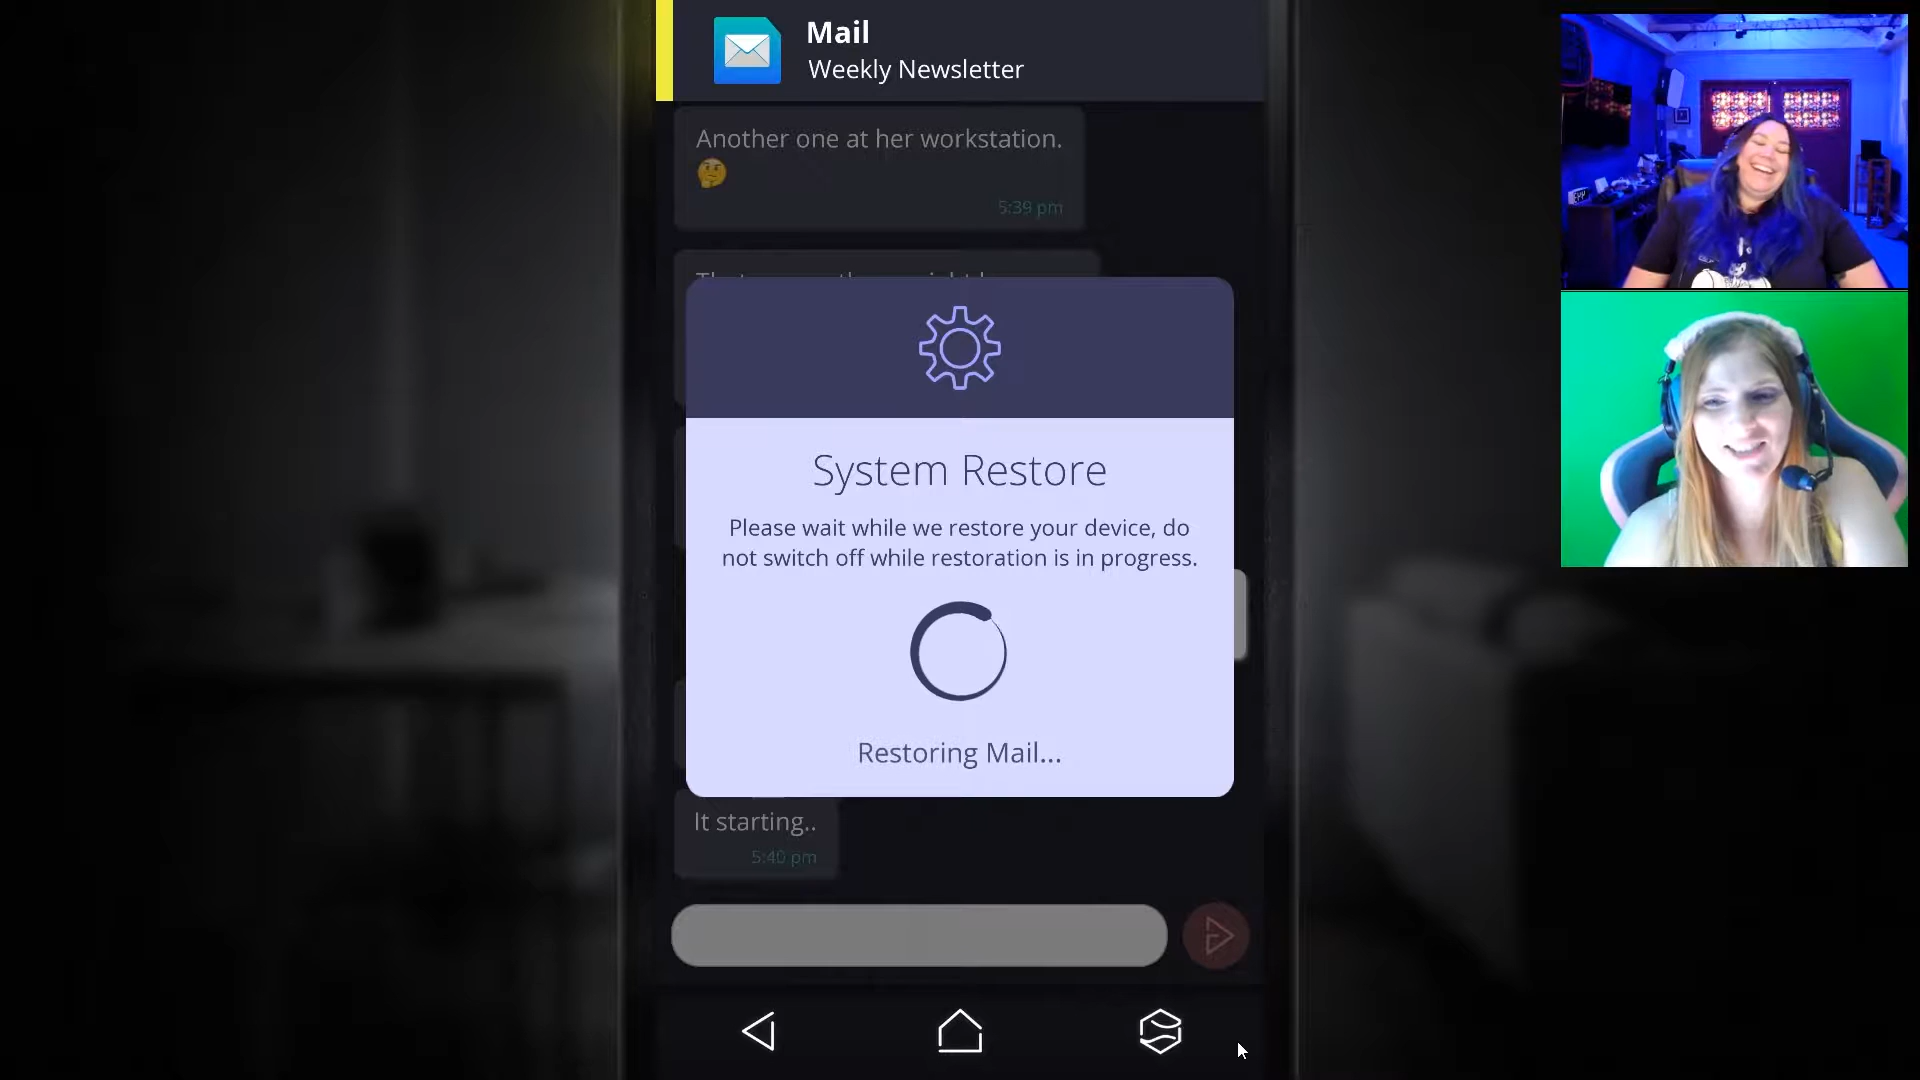 Mail
Weekly Newsletter
Another one at her workstation.
🤔
5:39 pm
System Restore
Please wait while we restore your device, do
not switch off while restoration is in progress.
Restoring Mail...
It starting..
5:40 pm